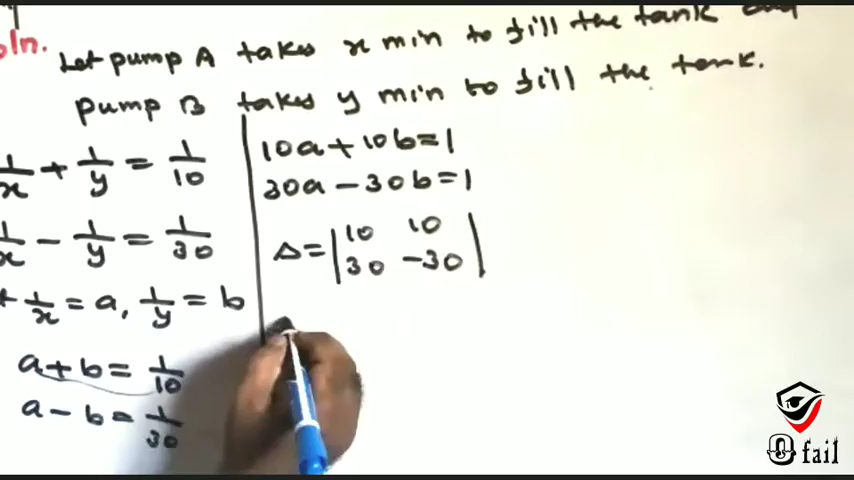 oln. Let pump A takes x min to fill the tank and
pump B takes y min to fill the tank.
1/x + 1/y = 1/10
1/x - 1/y = 1/30
1/x = a, 1/y = b
a + b = 1/10
a - b = 1/30
10a + 10b = 1
30a - 30b = 1
Δ = | 10 10
30 -30 |
0 fail